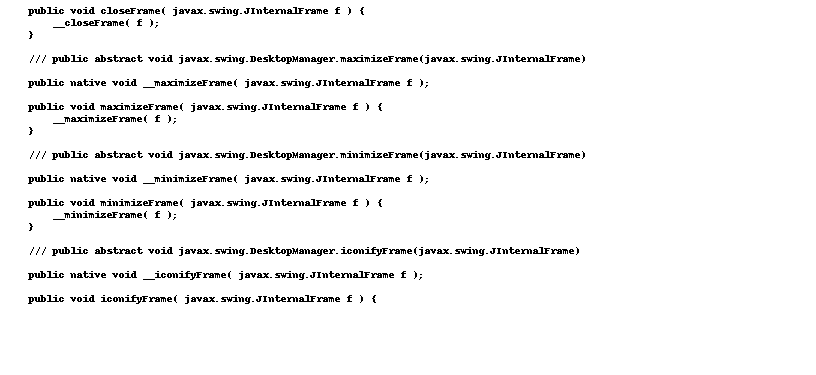 public void closeFrame( javax.swing.JInternalFrame f ) {
    __closeFrame( f );
}
/// public abstract void javax.swing.DesktopManager.maximizeFrame(javax.swing.JInternalFrame)
public native void __maximizeFrame( javax.swing.JInternalFrame f );
public void maximizeFrame( javax.swing.JInternalFrame f ) {
    __maximizeFrame( f );
}
/// public abstract void javax.swing.DesktopManager.minimizeFrame(javax.swing.JInternalFrame)
public native void __minimizeFrame( javax.swing.JInternalFrame f );
public void minimizeFrame( javax.swing.JInternalFrame f ) {
    __minimizeFrame( f );
}
/// public abstract void javax.swing.DesktopManager.iconifyFrame(javax.swing.JInternalFrame)
public native void __iconifyFrame( javax.swing.JInternalFrame f );
public void iconifyFrame( javax.swing.JInternalFrame f ) {